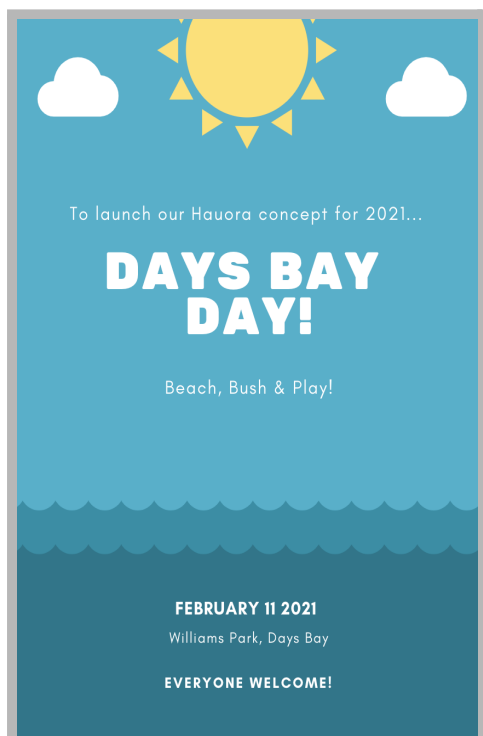 To launch our Hauora concept for 2021...
DAYS BAY
DAY!
Beach, Bush & Play!
FEBRUARY 11 2021
Williams Park, Days Bay
EVERYONE WELCOME!